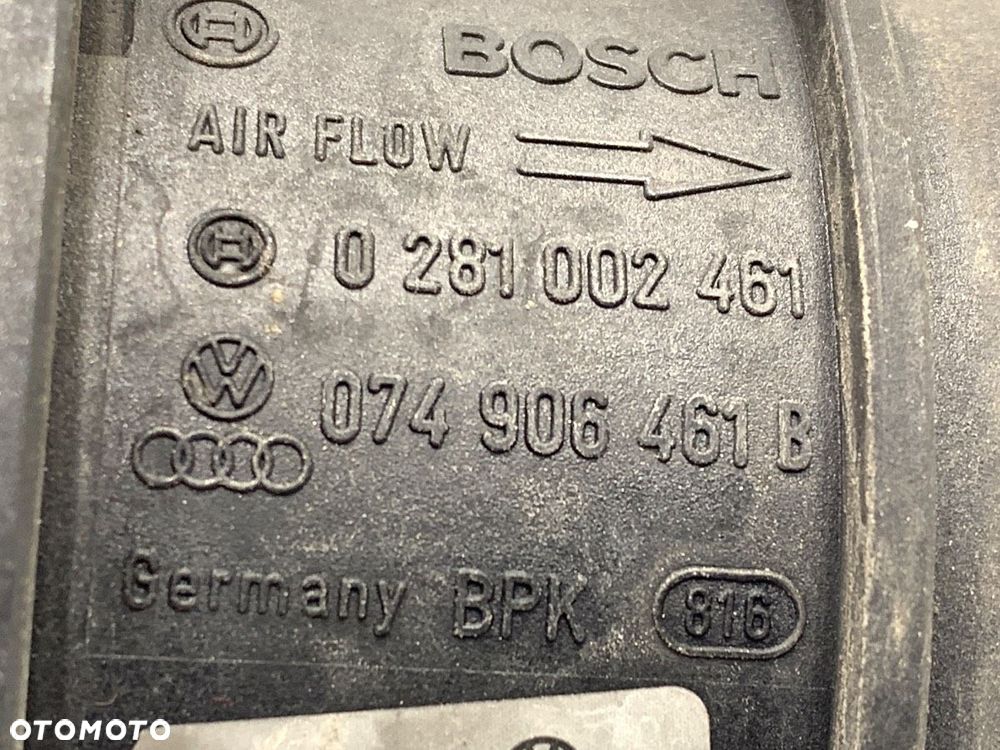 BOSCH
AIR FLOW
0 281 002 461
074 906 461 B
Germany BPK 816
OTOMOTO